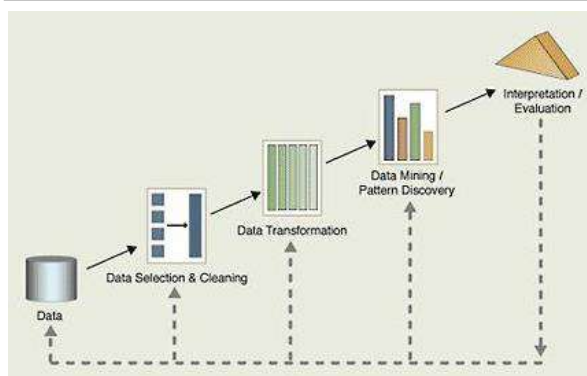 Interpretation /
Evaluation
Data Mining /
Pattern Discovery
Data Transformation
Data Selection & Cleaning
Data